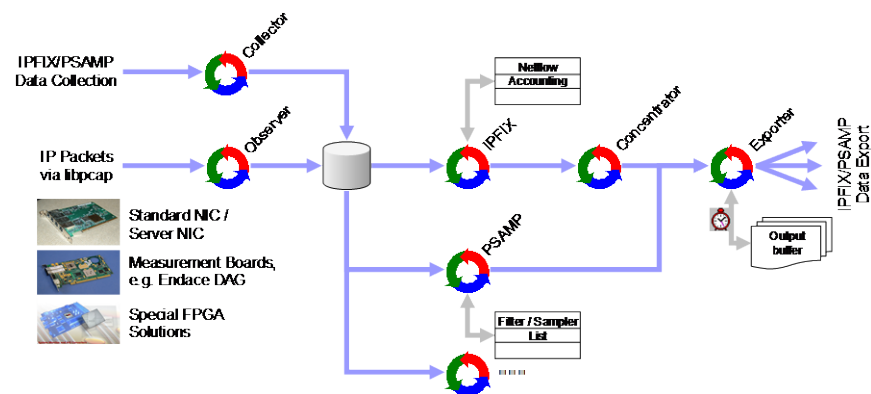 IPFIX/PSAMP
Data Collection
Collector
IP Packets
via libpcap
Observer
Netflow
Accounting
IPFIX
Concentrator
Exporter
IPFIX/PSAMP
Data Export
Output
buffer
PSAMP
Filter / Sampler
List
Standard NIC /
Server NIC
Measurement Boards,
e.g. Endace DAG
Special FPGA
Solutions